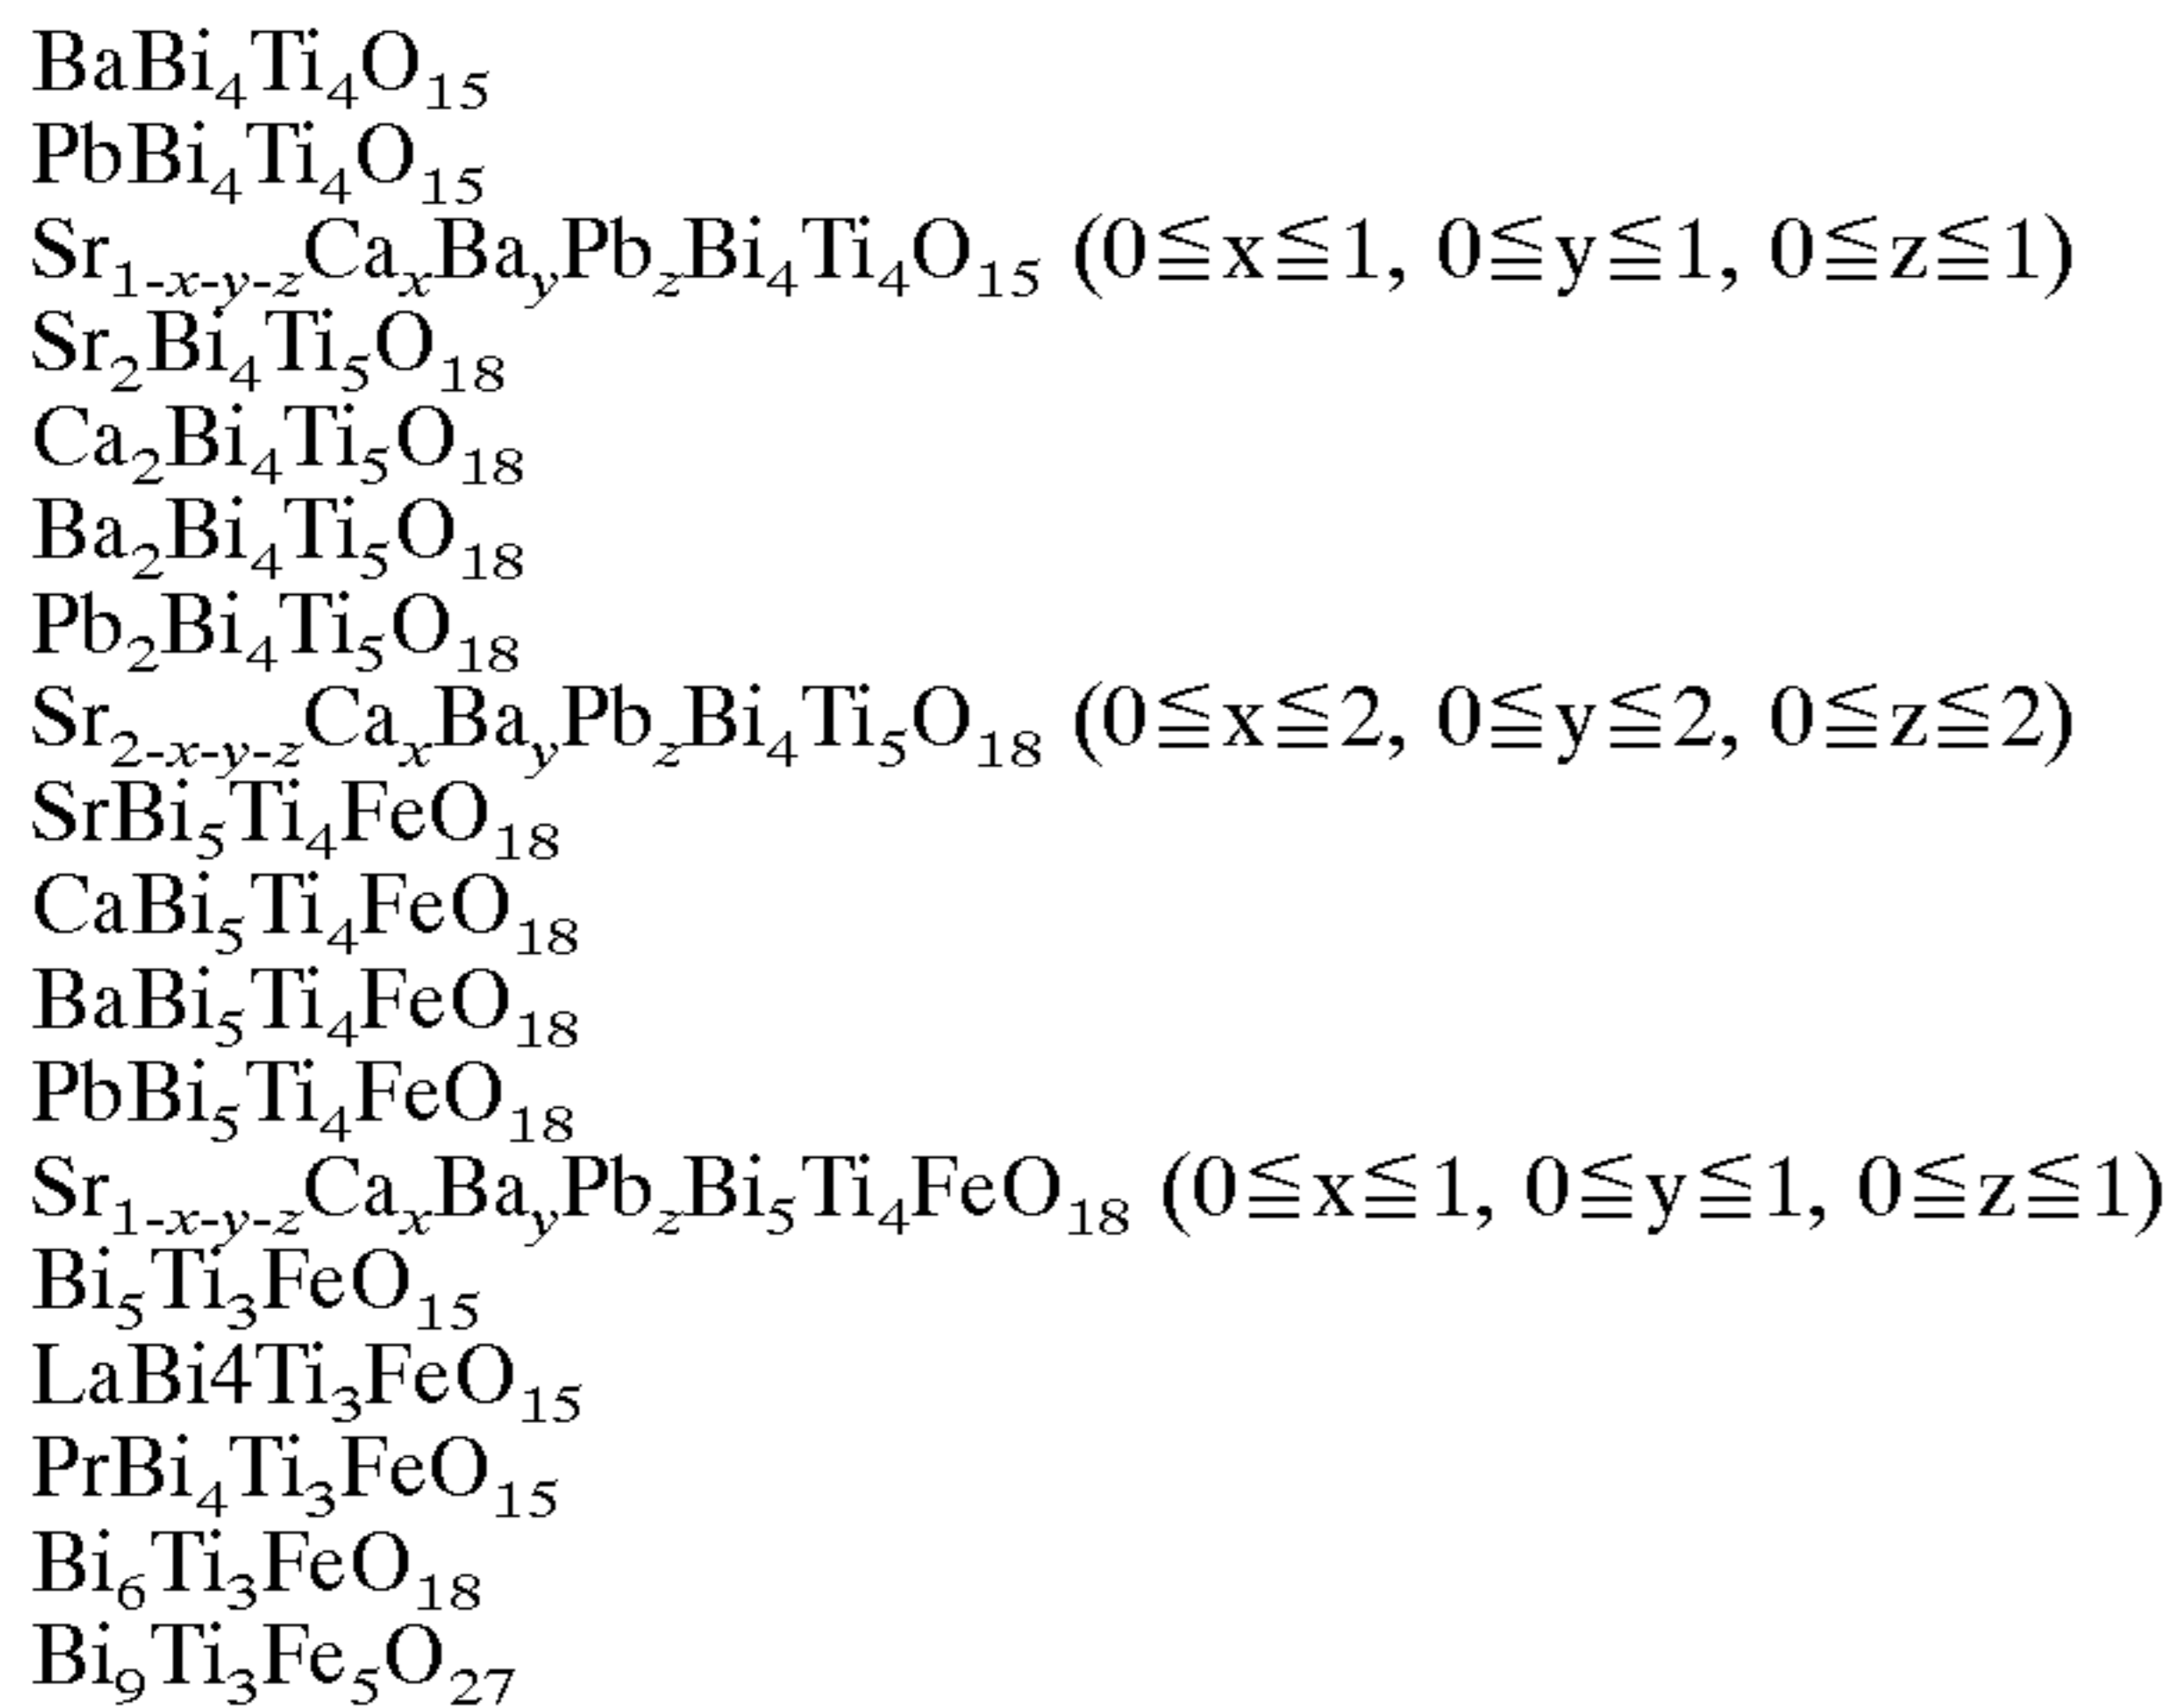 BaBi₄Ti₄O₁₅
PbBi₄Ti₄O₁₅
Sr₁₋ₓ₋y₋zCaₓBayPbzBi₄Ti₄O₁₅ (0≦x≦1, 0≦y≦1, 0≦z≦1)
Sr₂Bi₄Ti₅O₁₈
Ca₂Bi₄Ti₅O₁₈
Ba₂Bi₄Ti₅O₁₈
Pb₂Bi₄Ti₅O₁₈
Sr₂₋ₓ₋y₋zCaₓBayPbzBi₄Ti₅O₁₈ (0≦x≦2, 0≦y≦2, 0≦z≦2)
SrBi₅Ti₄FeO₁₈
CaBi₅Ti₄FeO₁₈
BaBi₅Ti₄FeO₁₈
PbBi₅Ti₄FeO₁₈
Sr₁₋ₓ₋y₋zCaₓBayPbzBi₅Ti₄FeO₁₈ (0≦x≦1, 0≦y≦1, 0≦z≦1)
Bi₅Ti₃FeO₁₅
LaBi4Ti₃FeO₁₅
PrBi₄Ti₃FeO₁₅
Bi₆Ti₃FeO₁₈
Bi₉Ti₃Fe₅O₂₇